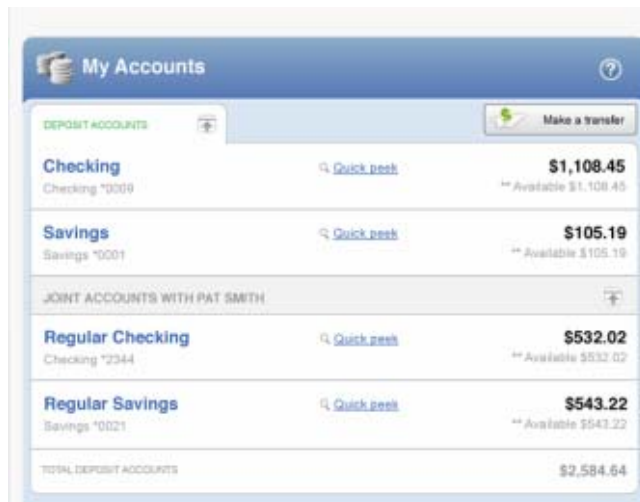 My Accounts
?
DEPOSIT ACCOUNTS
Make a transfer
Checking Quick peek $1,108.45
Checking *0009 ** Available $1,108.45
Savings Quick peek $105.19
Savings *0001 ** Available $105.19
JOINT ACCOUNTS WITH PAT SMITH
Regular Checking Quick peek $532.02
Checking *2344 ** Available $532.02
Regular Savings Quick peek $543.22
Savings *0021 ** Available $543.22
TOTAL DEPOSIT ACCOUNTS $2,584.64